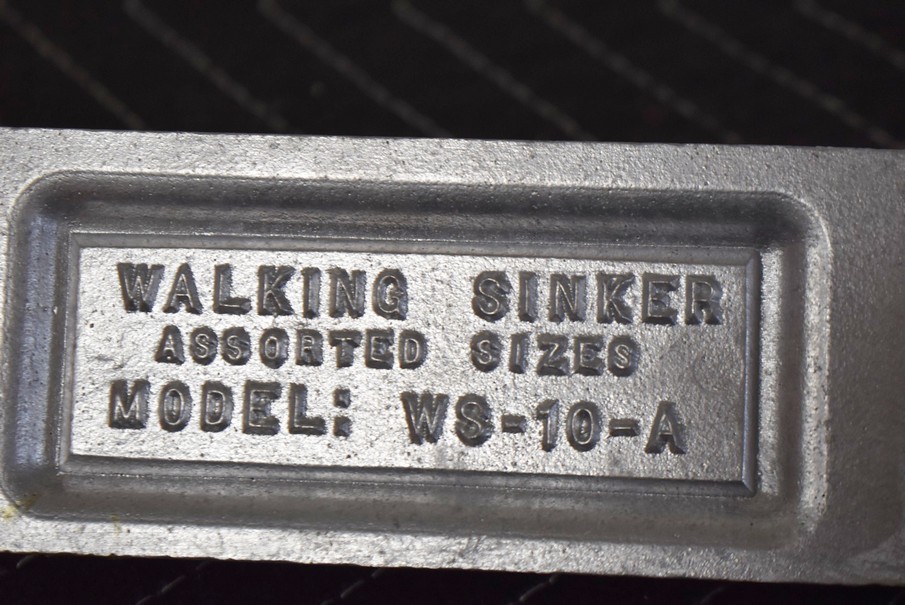 WALKING SINKER
ASSORTED SIZES
MODEL: WS-10-A